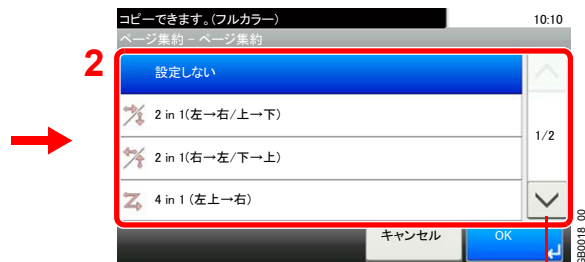 コピーできます。(フルカラー)
10:10
ページ集約 - ページ集約
2
設定しない
2 in 1(左→右/上→下)
2 in 1(右→左/下→上)
1/2
4 in 1 (左上→右)
キャンセル
OK
GB0018_00